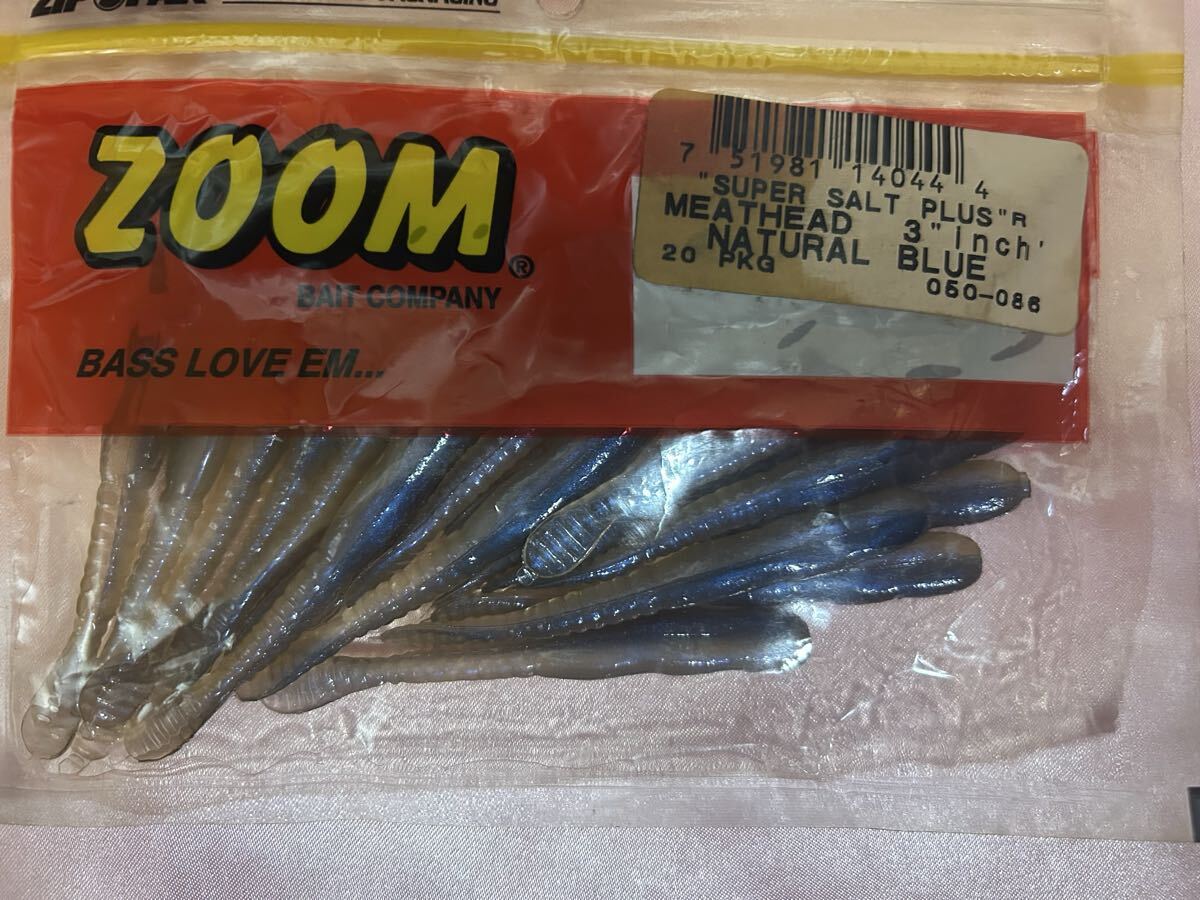 ZOOM®
BAIT COMPANY
BASS LOVE EM...
7 51981 14044 4
"SUPER SALT PLUS"R
MEATHEAD 3"inch'
NATURAL BLUE
20 PKG
050-086